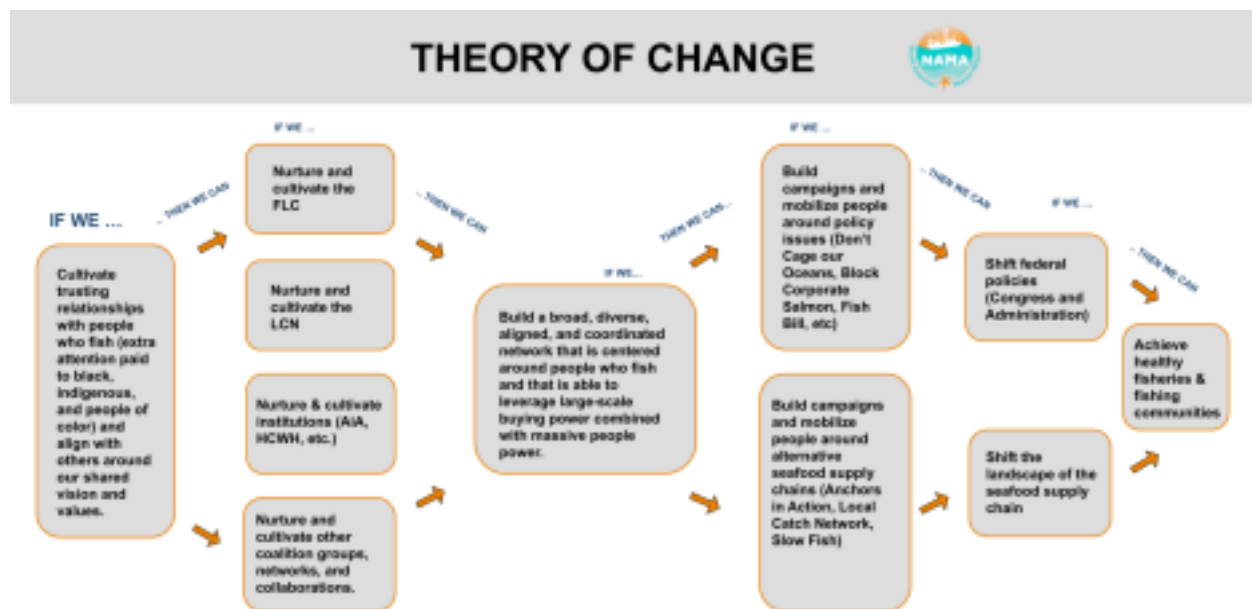 THEORY OF CHANGE
NAMA
IF WE ...
Cultivate
trusting
relationships
with people
who fish (extra
attention paid
to black,
indigenous,
and people of
color) and
align with
others around
our shared
vision and
values.
.. THEN WE CAN
IF WE ...
Nurture and
cultivate the
FLC
Nurture and
cultivate the
LCN
Nurture & cultivate
institutions (AiA,
HCWH, etc.)
Nurture and
cultivate other
coalition groups,
networks, and
collaborations.
.. THEN WE CAN
IF WE...
Build a broad, diverse,
aligned, and coordinated
network that is centered
around people who fish
and that is able to
leverage large-scale
buying power combined
with massive people
power.
THEN WE CAN...
IF WE ...
Build
campaigns and
mobilize people
around policy
issues (Don't
Cage our
Oceans, Block
Corporate
Salmon, Fish
Bill, etc)
Build campaigns
and mobilize
people around
alternative
seafood supply
chains (Anchors
in Action, Local
Catch Network,
Slow Fish)
.. THEN WE CAN
IF WE ...
Shift federal
policies
(Congress and
Administration)
Shift the
landscape of the
seafood supply
chain
.. THEN WE CAN
Achieve
healthy
fisheries &
fishing
communities